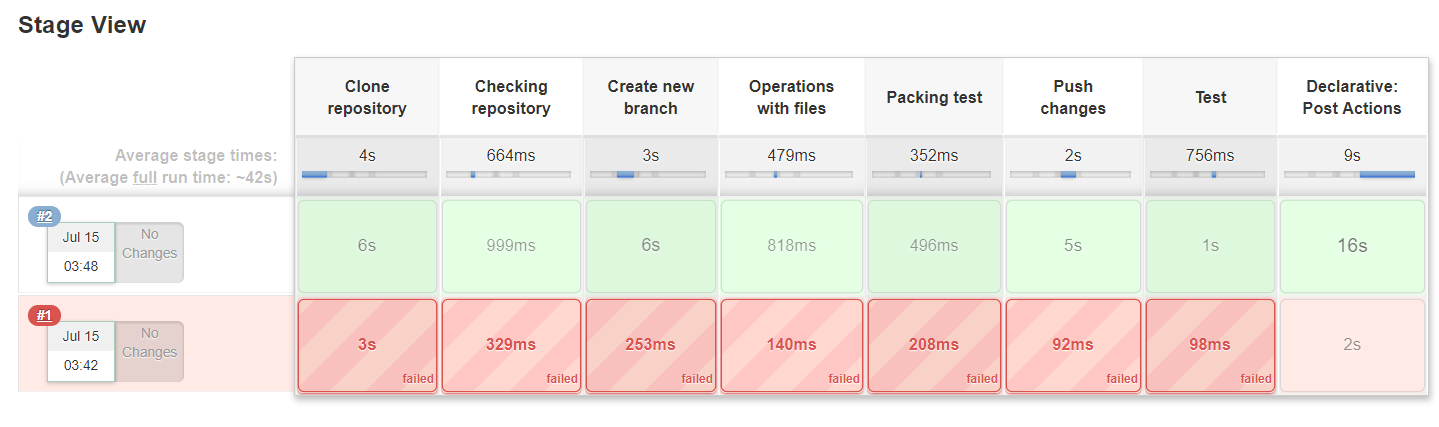 Stage View
Clone repository
Checking repository
Create new branch
Operations with files
Packing test
Push changes
Test
Declarative: Post Actions
Average stage times:
(Average full run time: ~42s)
4s 664ms 3s 479ms 352ms 2s 756ms 9s
#2
Jul 15
03:48
No
Changes
6s 999ms 6s 818ms 496ms 5s 1s 16s
#1
Jul 15
03:42
No
Changes
3s 329ms 253ms 140ms 208ms 92ms 98ms 2s
failed failed failed failed failed failed failed